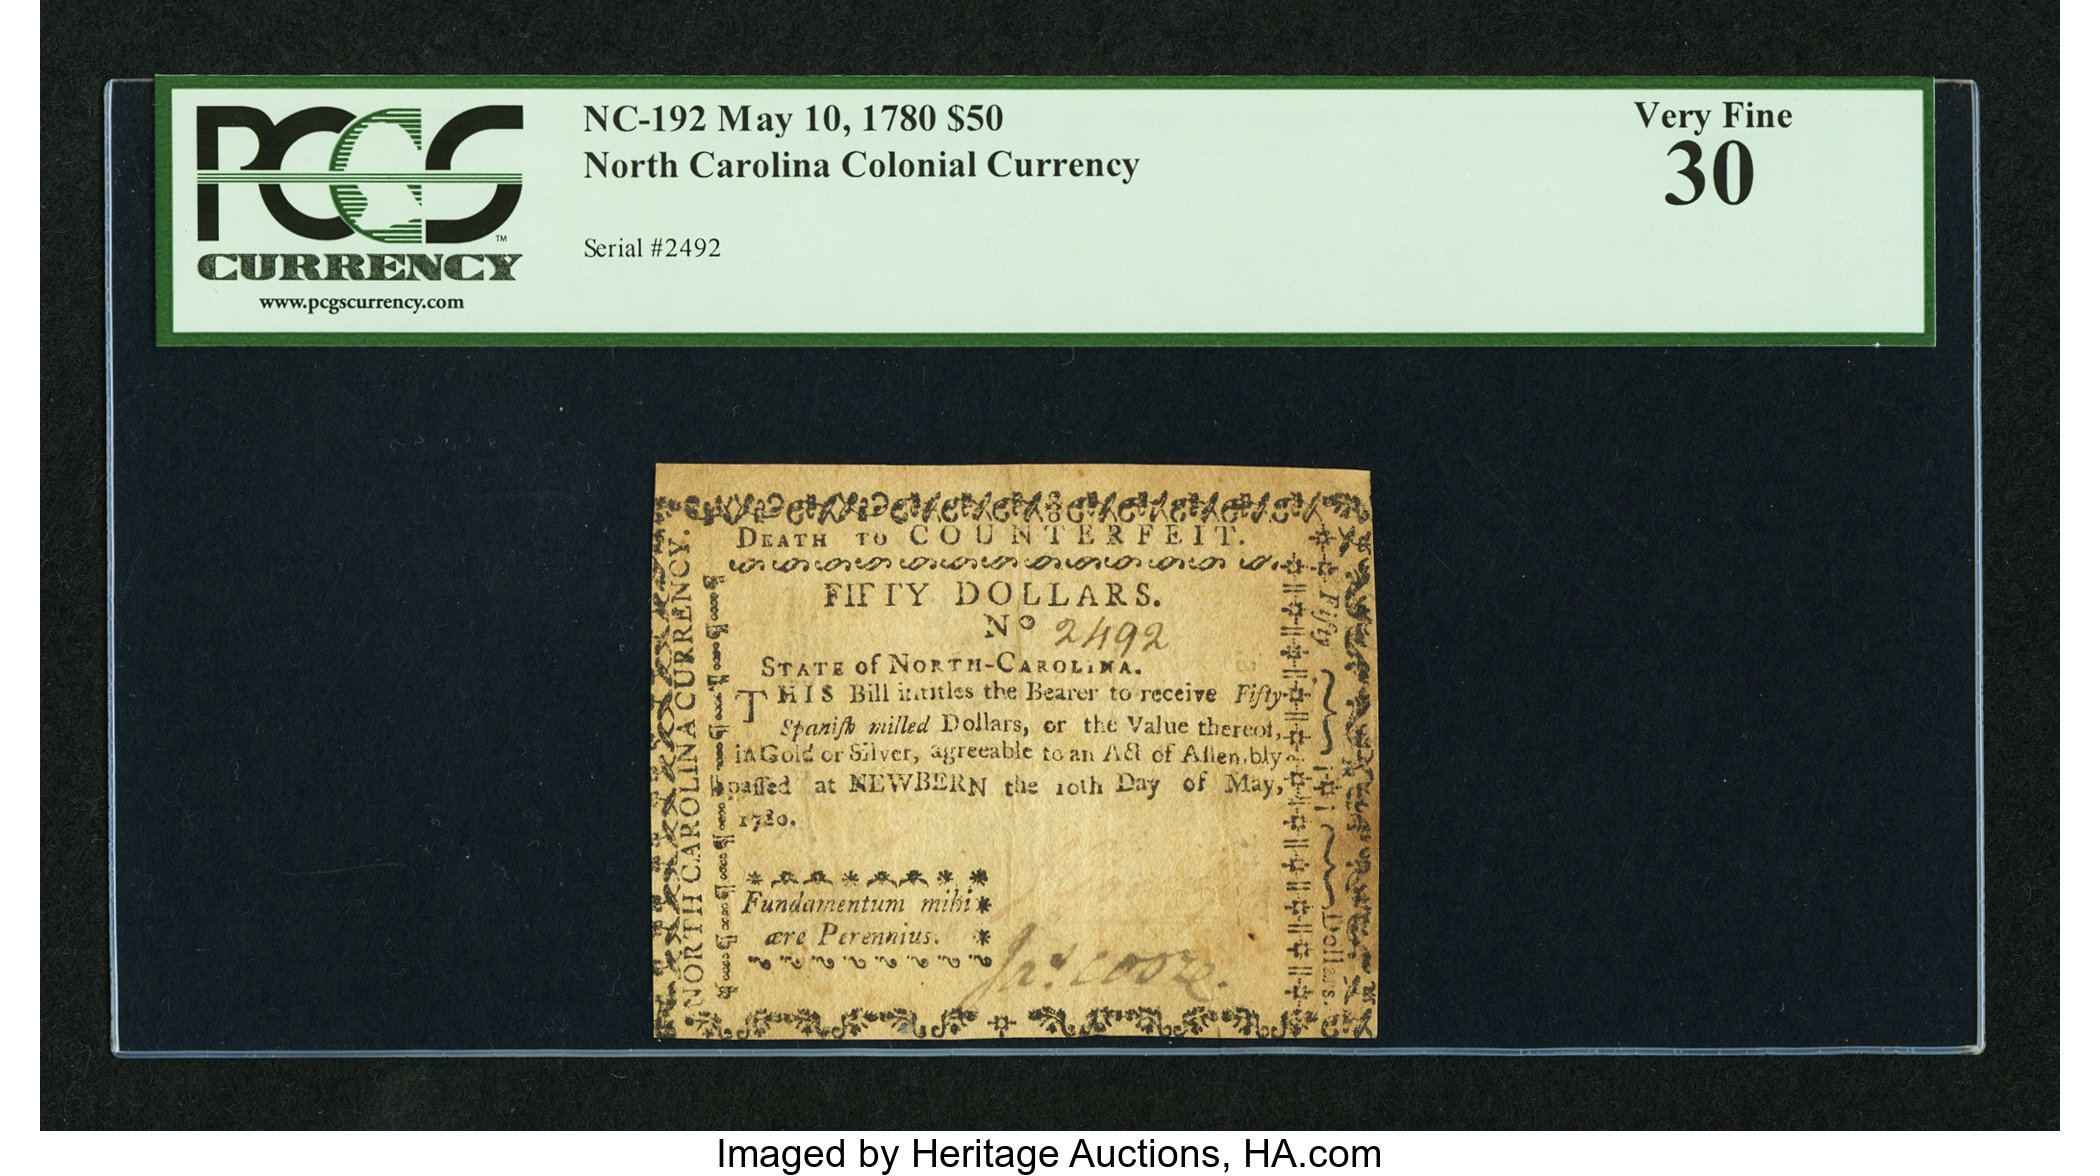 PCGS
CURRENCY
™
www.pcgscurrency.com
NC-192 May 10, 1780 $50
North Carolina Colonial Currency
Serial #2492
Very Fine
30
DEATH TO COUNTERFEIT.
FIFTY DOLLARS.
No 2492
STATE of NORTH-CAROLINA.
THIS Bill intitles the Bearer to receive Fifty
Spaniſh milled Dollars, or the Value thereof,
in Gold or Silver, agreeable to an Act of Aſſembly
paſſed at NEWBERN the 10th Day of May,
1780.
Fundamentum mihi
ære Perennius.
NORTH CAROLINA CURRENCY.
Fifty Dollars.
Imaged by Heritage Auctions, HA.com